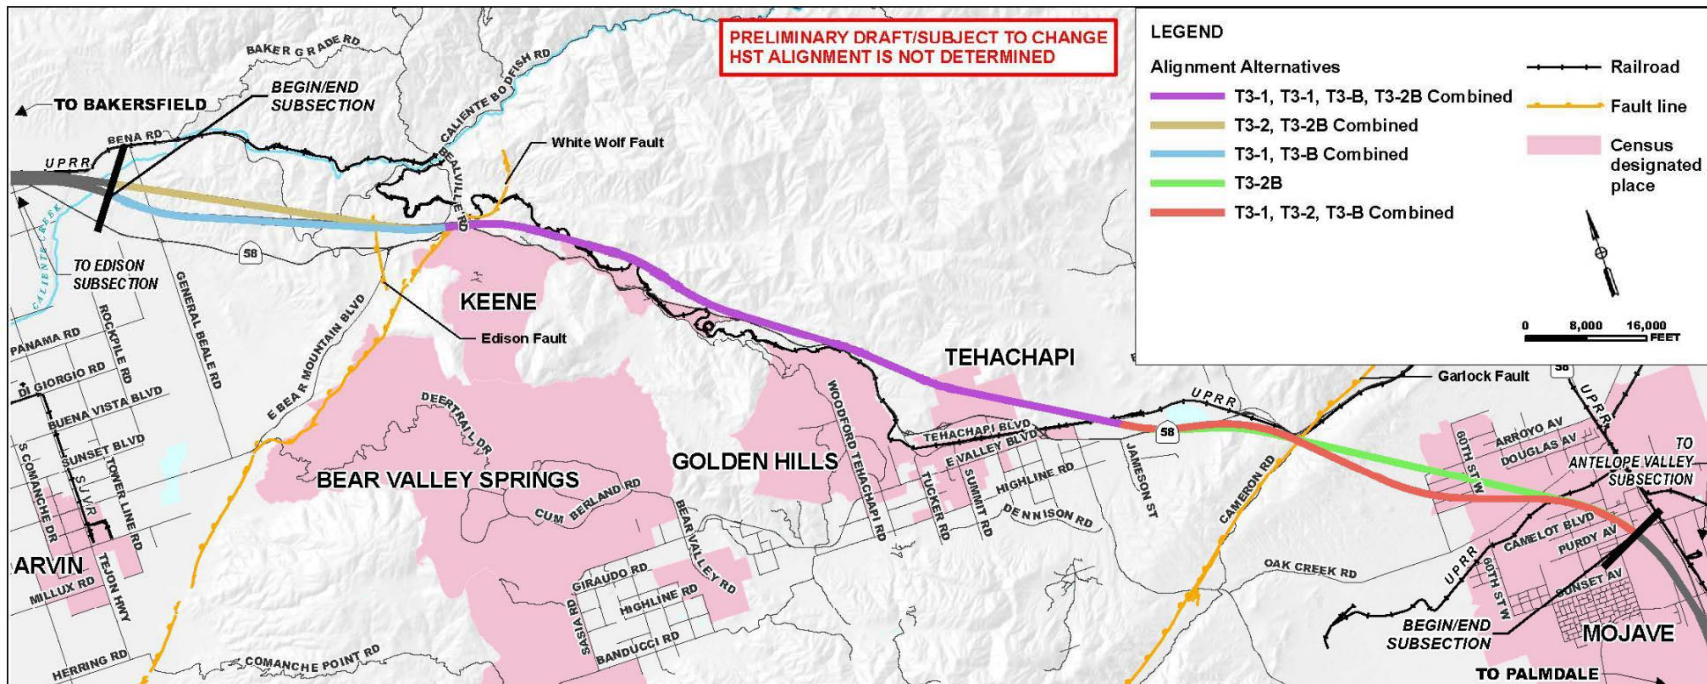 PRELIMINARY DRAFT/SUBJECT TO CHANGE
HST ALIGNMENT IS NOT DETERMINED
LEGEND
Alignment Alternatives
T3-1, T3-1, T3-B, T3-2B Combined
T3-2, T3-2B Combined
T3-1, T3-B Combined
T3-2B
T3-1, T3-2, T3-B Combined
Railroad
Fault line
Census
designated
place
0 8,000 16,000
FEET
BAKER GRADE RD
CALIENTE BODFISH RD
BEGIN/END
SUBSECTION
TO BAKERSFIELD
BENA RD
UPRR
White Wolf Fault
BEALVILLE RD
58
CALIENTE CREEK
TO EDISON
SUBSECTION
GENERAL BEALE RD
ROCKPILE RD
E BEAR MOUNTAIN BLVD
KEENE
Edison Fault
PANAMA RD
DI GIORGIO RD
BUENA VISTA BLVD
SUNSET BLVD
S COMANCHE DR
SJVR
TOWER LINE RD
DEERTRAIL DR
BEAR VALLEY SPRINGS
CUMBERLAND RD
BEAR VALLEY RD
GOLDEN HILLS
WOODFORD TEHACHAPI RD
TEHACHAPI
TEHACHAPI BLVD
E VALLEY BLVD
TUCKER RD
SUMMIT RD
HIGHLINE RD
DENNISON RD
JAMESON ST
UPRR
58
CAMERON RD
Garlock Fault
58
UPRR
60TH ST W
ARROYO AV
DOUGLAS AV
TO
ANTELOPE VALLEY
SUBSECTION
CAMELOT BLVD
PURDY AV
OAK CREEK RD
UPRR
60TH ST W
SUNSET AV
BEGIN/END
SUBSECTION
MOJAVE
TO PALMDALE
ARVIN
MILLUX RD
TEJON HWY
HERRING RD
COMANCHE POINT RD
GIRAUDO RD
HIGHLINE RD
ASIA RD
BANDUCCI RD